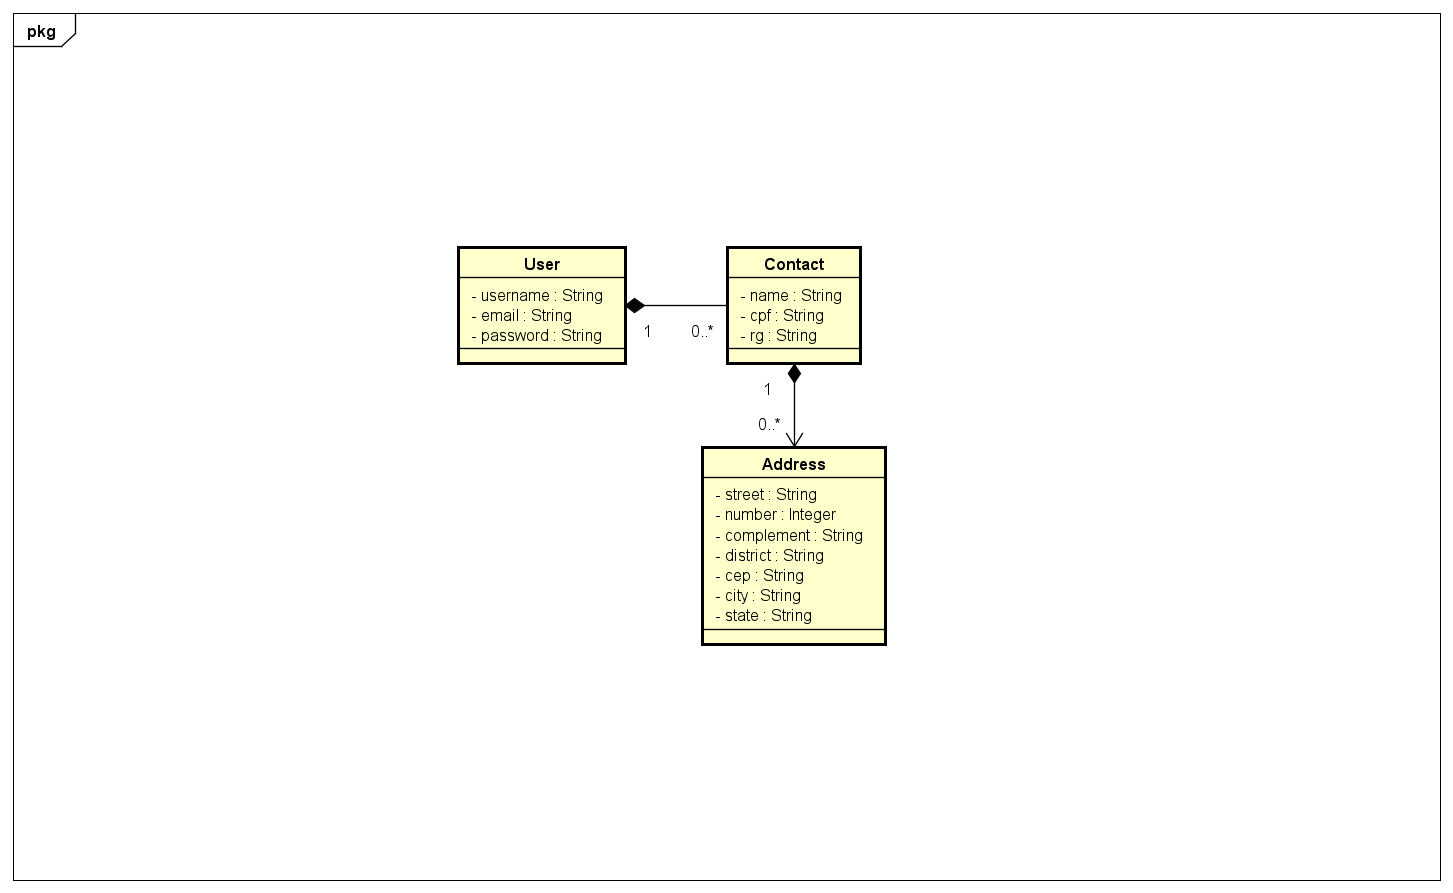 pkg
User
- username : String
- email : String
- password : String
1
0..*
Contact
- name : String
- cpf : String
- rg : String
1
0..*
Address
- street : String
- number : Integer
- complement : String
- district : String
- cep : String
- city : String
- state : String